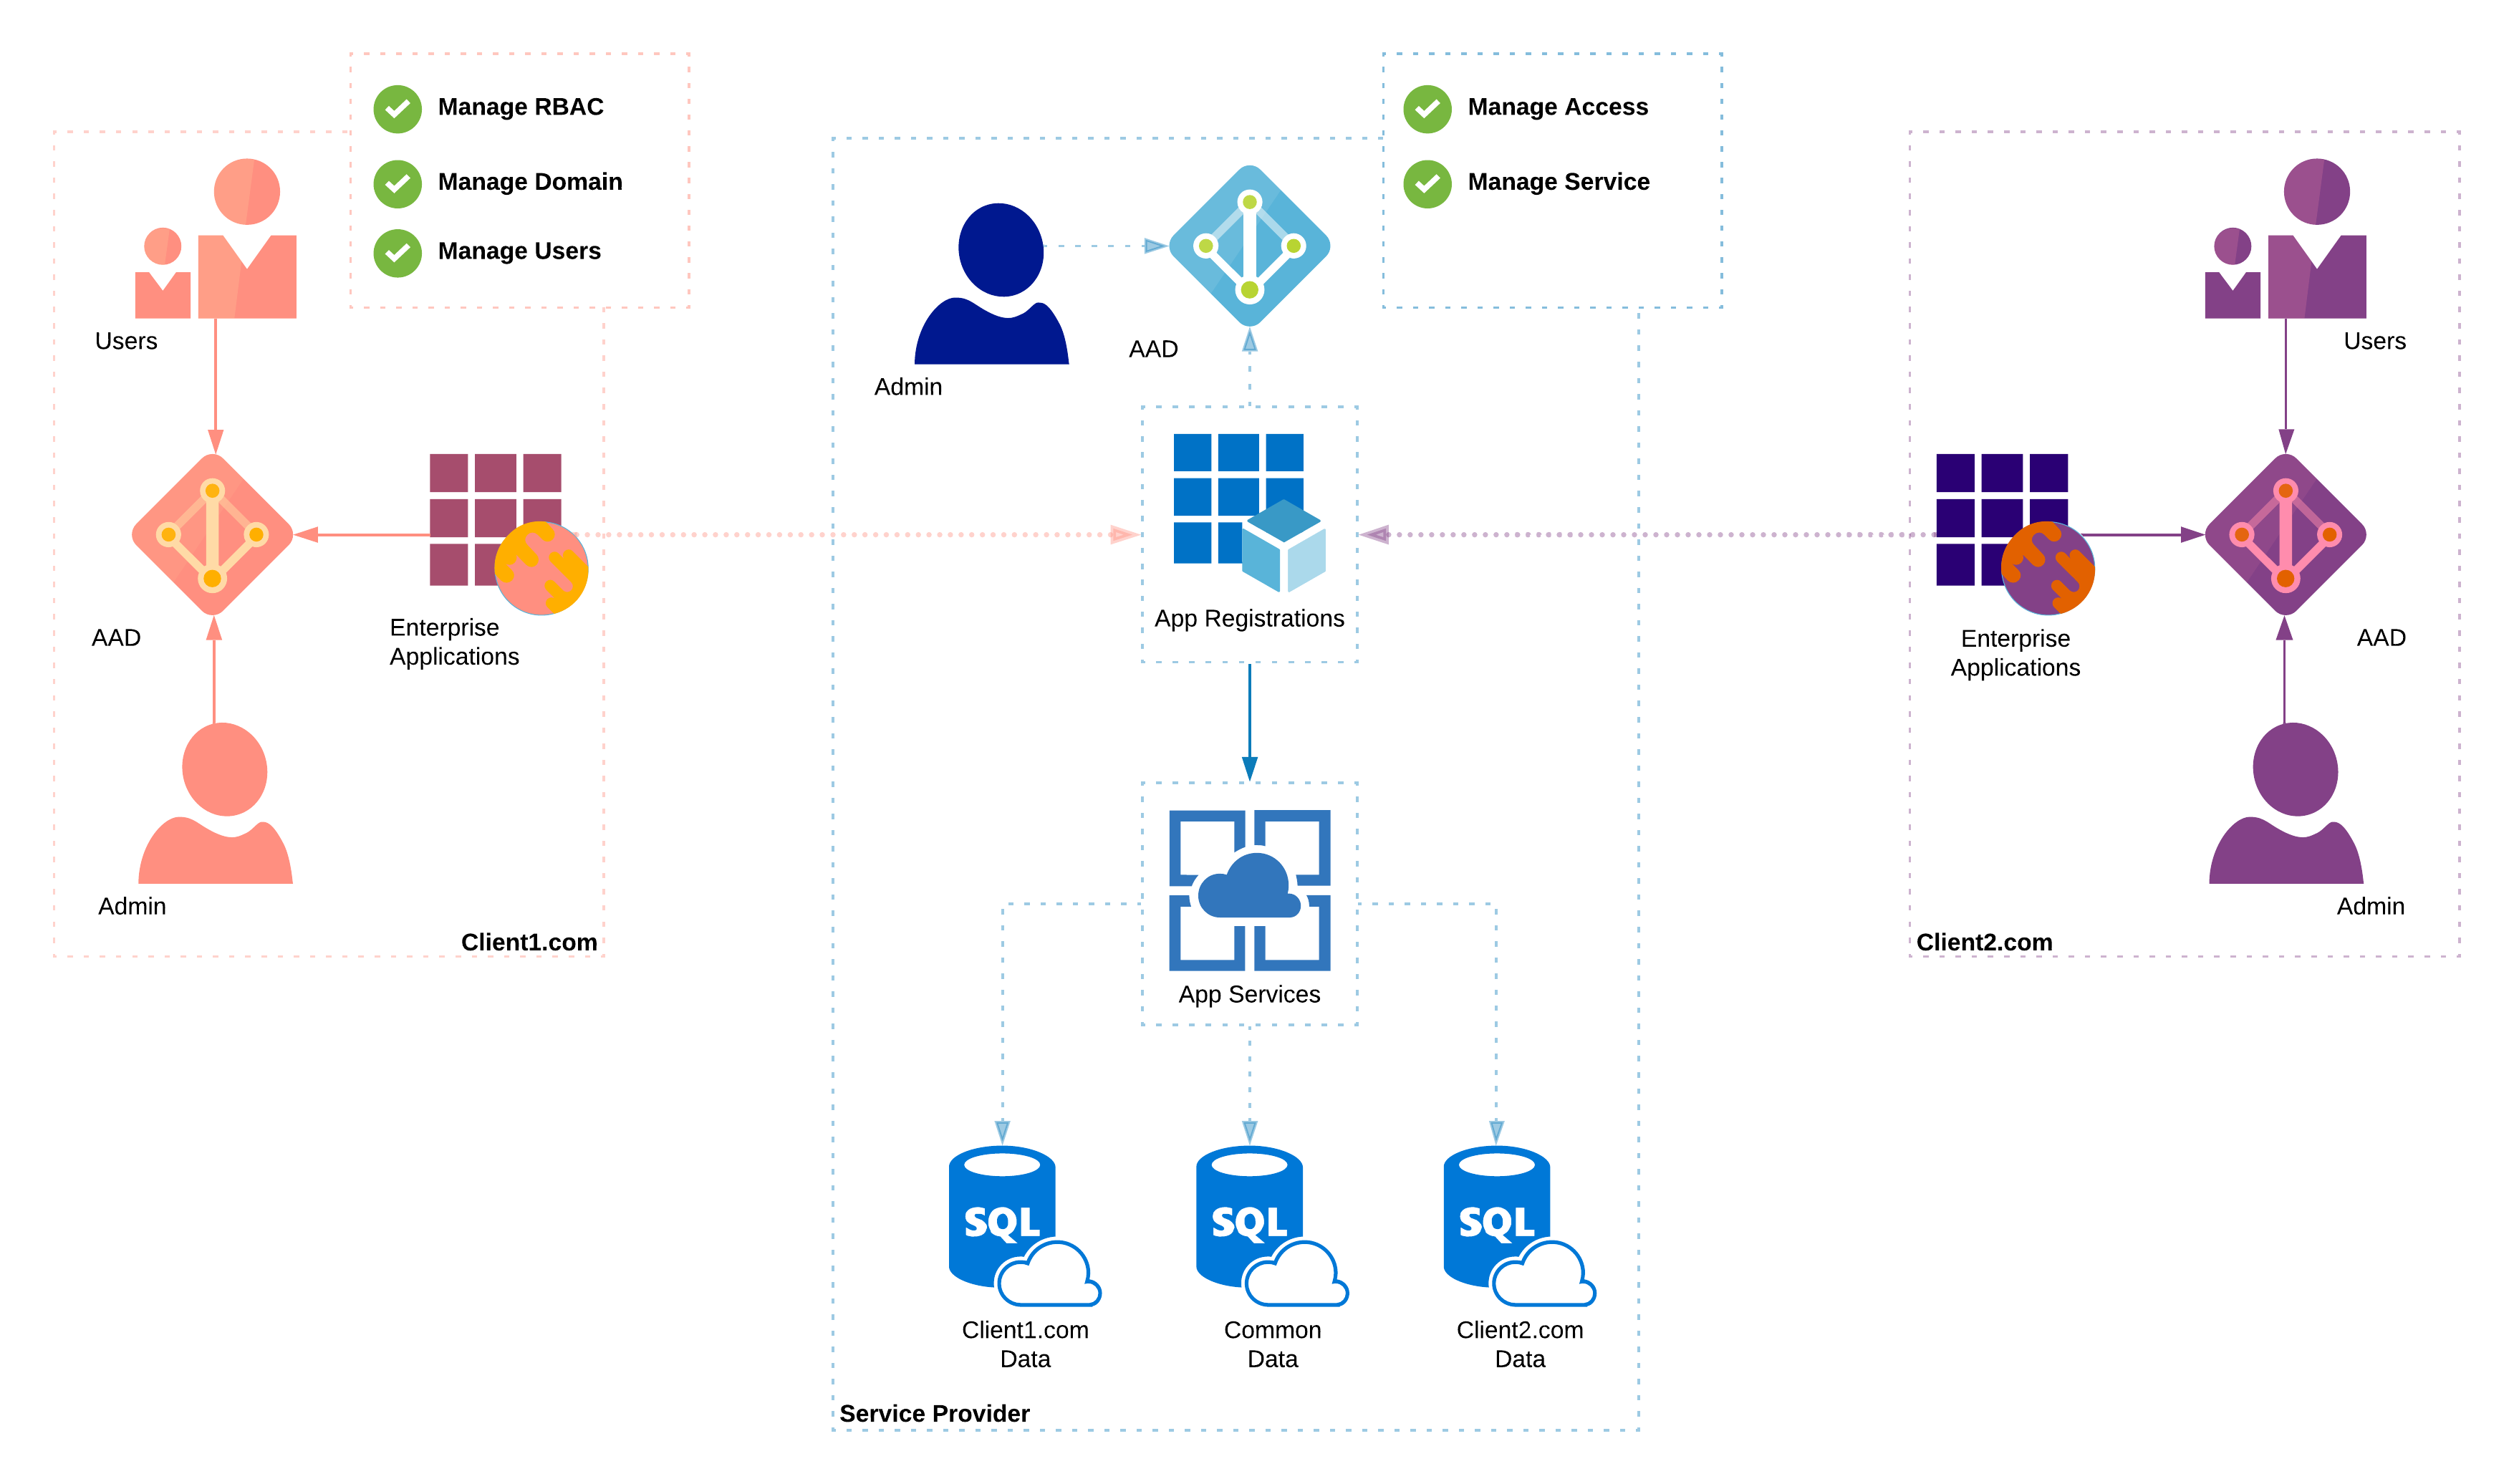 Manage RBAC
Manage Domain
Manage Users
Users
AAD
Enterprise
Applications
Admin
Client1.com
Manage Access
Manage Service
Admin
AAD
App Registrations
App Services
SQL
SQL
SQL
Client1.com
Data
Common
Data
Client2.com
Data
Service Provider
Users
Enterprise
Applications
AAD
Admin
Client2.com